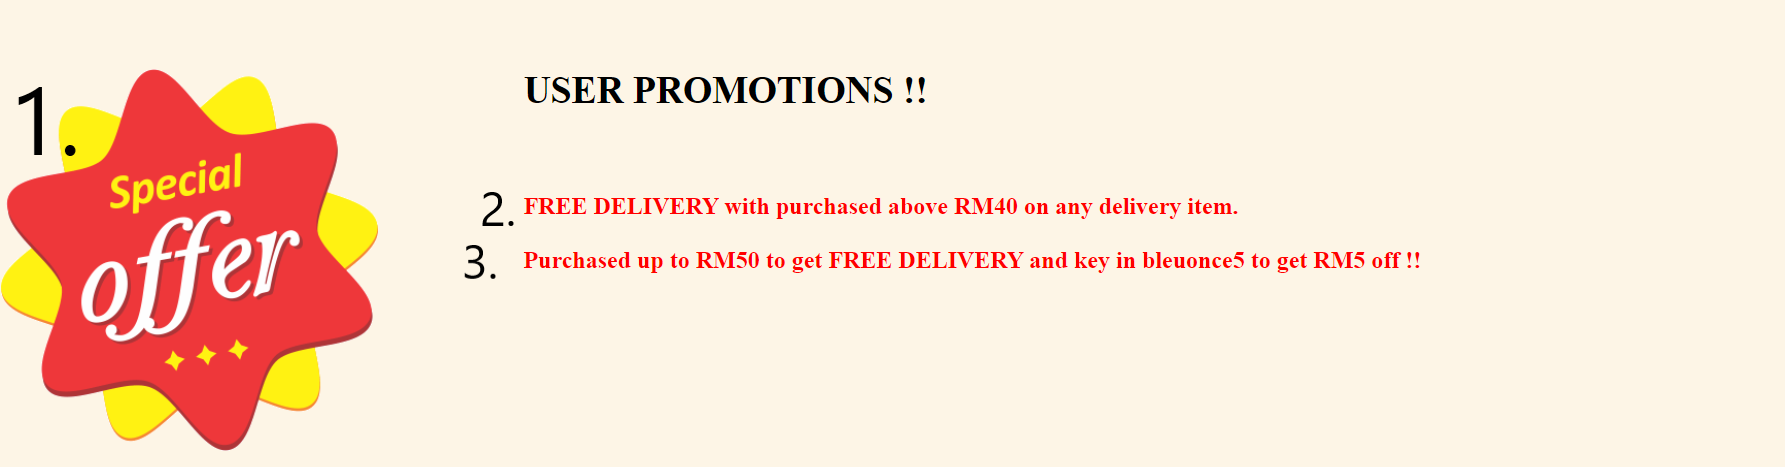 1.
Special
offer
USER PROMOTIONS !!
2. FREE DELIVERY with purchased above RM40 on any delivery item.
3. Purchased up to RM50 to get FREE DELIVERY and key in bleuonce5 to get RM5 off !!